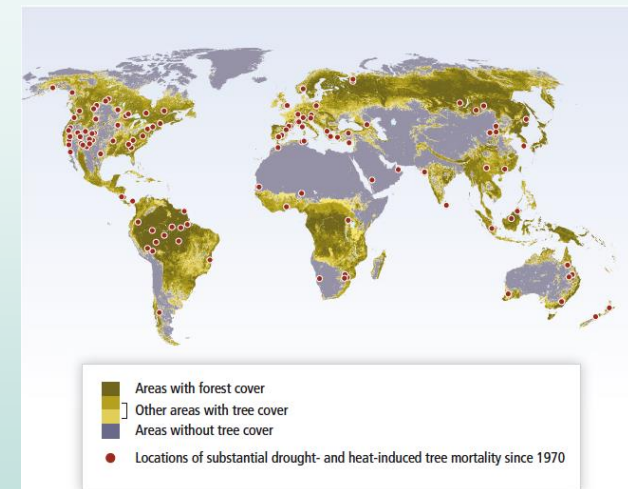 Areas with forest cover
Other areas with tree cover
Areas without tree cover
Locations of substantial drought- and heat-induced tree mortality since 1970